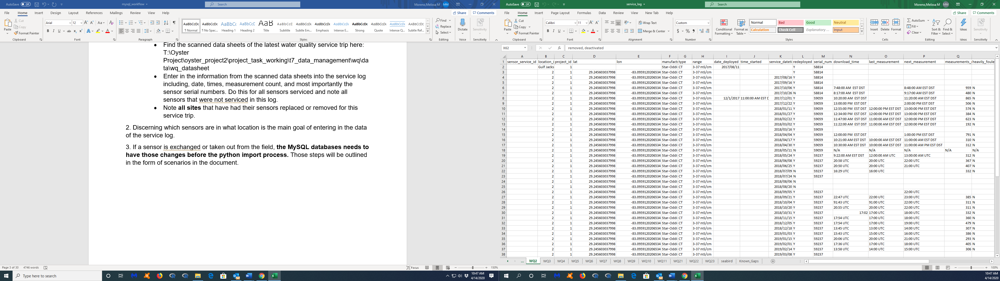 AutoSave Off mysql_workflow Search Moreno,Melissa M MM
File Home Insert Design Layout References Mailings Review View Help Share Comments
Cut
Copy
Format Painter
Paste
Arial 12
AaBbCcDc AaBbCcDc AaBbCc AaBbCcC AaB AaBbCcC AaBbCcDc AaBbCcDc AaBbCcDc AaBbCcDc AaBbCcDc AaBbCcDc AABBCCDC
¶ Normal ¶ No Spac... Heading 1 Heading 2 Title Subtitle Subtle Em... Emphasis Intense E... Strong Quote Intense Q... Subtle Ref...
Find
Replace
Select
Dictate
Sensitivity
Clipboard Font Paragraph Styles Editing Voice Sensitivity
• Find the scanned data sheets of the latest water quality service trip here:
T:\Oyster
Project\oyster_project2\project_task_working\t7_data_management\wq\da
ta\wq_datasheet
• Enter in the information from the scanned data sheets into the service log
including, date, times, measurement count, and most importantly the
sensor serial numbers. Do this for all sensors serviced and note all
sensors that were not serviced in this log.
• Note all sites that have had their sensors replaced or removed for this
service trip.
2. Discerning which sensors are in what location is the main goal of entering in the data
of the service log.
3. If a sensor is exchanged or taken out from the field, the MySQL databases needs to
have those changes before the python import process. Those steps will be outlined
in the form of scenarios in the document.
Page 3 of 30 4746 words Focus 150%
Type here to search
10:47 AM
4/14/2020
AutoSave Off service_log Search Moreno,Melissa M MM
File Home Insert Page Layout Formulas Data Review View New Tab Help Share Comments
Cut
Copy
Format Painter
Paste
Calibri 11
Wrap Text
Merge & Center
Custom
Conditional Formatting
Format as Table
Normal Bad Good Neutral
Calculation Check Cell Explanatory ... Input
Insert Delete Format
AutoSum
Fill
Clear
Sort & Filter
Find & Select
Ideas
Sensitivity
Clipboard Font Alignment Number Styles Cells Editing Ideas Sensitivity
X62 fx removed, deactivated
A B C D E F G H I J K L M N O P Q
1 sensor_service_id location_i project_id lat lon manufactu type range date_deployed time_started service_dateti redeployed serial_num download_time last_measurement next_measurement measurements_ heavily_foule
2 Gulf Jacks 1 Star-Oddi CT 3-37 mS/cm 2017/08/11 Y S8814
3 2 1 29.245603037998 -83.0959120206534 Star-Oddi CT 3-37 mS/cm Y S8814
4 2 1 29.245603037998 -83.0959120206534 Star-Oddi CT 3-37 mS/cm 2017/08/16 Y S8814
5 2 1 29.245603037998 -83.0959120206534 Star-Oddi CT 3-37 mS/cm 2017/09/16 Y S8814
6 2 1 29.245603037998 -83.0959120206534 Star-Oddi CT 3-37 mS/cm 2017/10/06 Y S8814 7:48:00 AM EST DST 8:48:00 AM EST DST 959 N
7 2 1 29.245603037998 -83.0959120206534 Star-Oddi CT 3-37 mS/cm 2017/10/26 N S8814 8:17:00 AM EST DST 9:17:00 AM EST DST 480 N
8 2 1 29.245603037998 -83.0959120206534 Star-Oddi CT 3-37 mS/cm 12/1/2017 11:00:00 AM EST D 2017/12/01 Y S9059 10:20:00 AM EST DST 11:20:00 AM EST DST 865 N
9 2 1 29.245603037998 -83.0959120206534 Star-Oddi CT 3-37 mS/cm 2017/12/22 Y S9059 13:00:00 PM EST DST 2:00:00 PM EST DST 506 N
10 2 1 29.245603037998 -83.0959120206534 Star-Oddi CT 3-37 mS/cm 2018/01/11 Y S9059 12:55:00 PM EST DST 12:00:00 PM EST DST 13:00:00 PM EST DST 574 N
11 2 1 29.245603037998 -83.0959120206534 Star-Oddi CT 3-37 mS/cm 2018/01/27 Y S9059 12:34:00 PM EST DST 12:00:00 PM EST DST 13:00:00 PM EST DST 384 N
12 2 1 29.245603037998 -83.0959120206534 Star-Oddi CT 3-37 mS/cm 2018/02/22 Y S9059 11:47:00 AM EST DST 11:00:00 AM EST DST 12:00:00 PM EST DST 623 N
13 2 1 29.245603037998 -83.0959120206534 Star-Oddi CT 3-37 mS/cm 2018/03/02 Y S9059 11:22:00 AM EST DST 11:00:00 AM EST DST 12:00:00 PM EST DST 192 N
14 2 1 29.245603037998 -83.0959120206534 Star-Oddi CT 3-37 mS/cm 2018/03/16 Y S9059
15 2 1 29.245603037998 -83.0959120206534 Star-Oddi CT 3-37 mS/cm 2018/04/04 Y S9059 12:00:00 PM EST DST 1:00:00 PM EST DST 791 N
16 2 1 29.245603037998 -83.0959120206534 Star-Oddi CT 3-37 mS/cm 2018/04/17 Y S9059 10:21:00 AM EST DST 10:00:00 AM EST DST 11:00:00 AM EST DST 310 N
17 2 1 29.245603037998 -83.0959120206534 Star-Oddi CT 3-37 mS/cm 2018/04/30 Y S9059 10:30:00 AM EST DST 10:00:00 AM EST DST 11:00:00 AM PM EST DST 312 N
18 2 1 29.245603037998 -83.0959120206534 Star-Oddi CT 3-37 mS/cm 2018/05/11 N S9059 N/A N/A N/A N/A N/A
19 2 1 29.245603037998 -83.0959120206534 Star-Oddi CT 3-37 mS/cm 2018/05/24 Y S9237 9:22:00 AM EST DST 12:00:00 AM UTC 13:00:00 AM UTC 312 N
20 2 1 29.245603037998 -83.0959120206534 Star-Oddi CT 3-37 mS/cm 2018/06/08 Y S9237 20:58 UTC 20:00 UTC 22:00 UTC 367 N
21 2 1 29.245603037998 -83.0959120206534 Star-Oddi CT 3-37 mS/cm 2018/06/25 Y S9237 20:50 UTC 20:00 UTC 21:00 UTC 407 N
22 2 1 29.245603037998 -83.0959120206534 Star-Oddi CT 3-37 mS/cm 2018/07/09 N S9237 16:29 UTC 16:00 UTC 332 N
23 2 1 29.245603037998 -83.0959120206534 Star-Oddi CT 3-37 mS/cm 2018/07/24 N S9237
24 2 1 29.245603037998 -83.0959120206534 Star-Oddi CT 3-37 mS/cm 2018/08/06 N
25 2 1 29.245603037998 -83.0959120206534 Star-Oddi CT 3-37 mS/cm 2018/08/20 N
26 2 1 29.245603037998 -83.0959120206534 Star-Oddi CT 3-37 mS/cm 2018/09/05 Y S9237 22:00 UTC
27 2 1 29.245603037998 -83.0959120206534 Star-Oddi CT 3-37 mS/cm 2018/09/21 Y S9237 22:47 UTC 22:00 UTC 23:00 UTC 385 N
28 2 1 29.245603037998 -83.0959120206534 Star-Oddi CT 3-37 mS/cm 2018/10/04 Y S9237 91:43 UTC 91:00 UTC 22:00 UTC 311 N
29 2 1 29.245603037998 -83.0959120206534 Star-Oddi CT 3-37 mS/cm 2018/10/20 Y S9237 20:55 UTC 20:00 UTC 22:00 UTC 311 N
30 2 1 29.245603037998 -83.0959120206534 Star-Oddi CT 3-37 mS/cm 2018/10/31 Y S9237 17:02 17:00 UTC 18:00 UTC 332 N
31 2 1 29.245603037998 -83.0959120206534 Star-Oddi CT 3-37 mS/cm 2018/11/15 Y S9237 17:54 UTC 17:00 UTC 18:00 UTC 360 N
32 2 1 29.245603037998 -83.0959120206534 Star-Oddi CT 3-37 mS/cm 2018/12/05 Y S9237 17:54 UTC 17:00 UTC 19:00 UTC 479 N
33 2 1 29.245603037998 -83.0959120206534 Star-Oddi CT 3-37 mS/cm 2018/12/18 Y S9237 13:45 UTC 13:00 UTC 14:00 UTC 307 N
34 2 1 29.245603037998 -83.0959120206534 Star-Oddi CT 3-37 mS/cm 2019/01/03 Y S9237 15:43 UTC 15:00 UTC 16:00 UTC 386 N
35 2 1 29.245603037998 -83.0959120206534 Star-Oddi CT 3-37 mS/cm 2019/01/15 Y S9237 20:06 UTC 20:00 UTC 21:00 UTC 293 N
36 2 1 29.245603037998 -83.0959120206534 Star-Oddi CT 3-37 mS/cm 2019/02/01 Y S9237 17:36 UTC 17:00 UTC 18:00 UTC 405 N
37 2 1 29.245603037998 -83.0959120206534 Star-Oddi CT 3-37 mS/cm 2019/02/14 Y S9237 13:58 UTC 14:00 UTC 15:00 UTC 306 N
38 2 1 29.245603037998 -83.0959120206534 Star-Oddi CT 3-37 mS/cm 2019/03/08 Y S9237
... WQ2 WQ3 WQ4 WQ5 WQ6 WQ7 WQ8 WQ9 WQ10 WQ11 WQ21 WQ22 WQ23 seabird Known_Gaps
100%
10:47 AM
4/14/2020